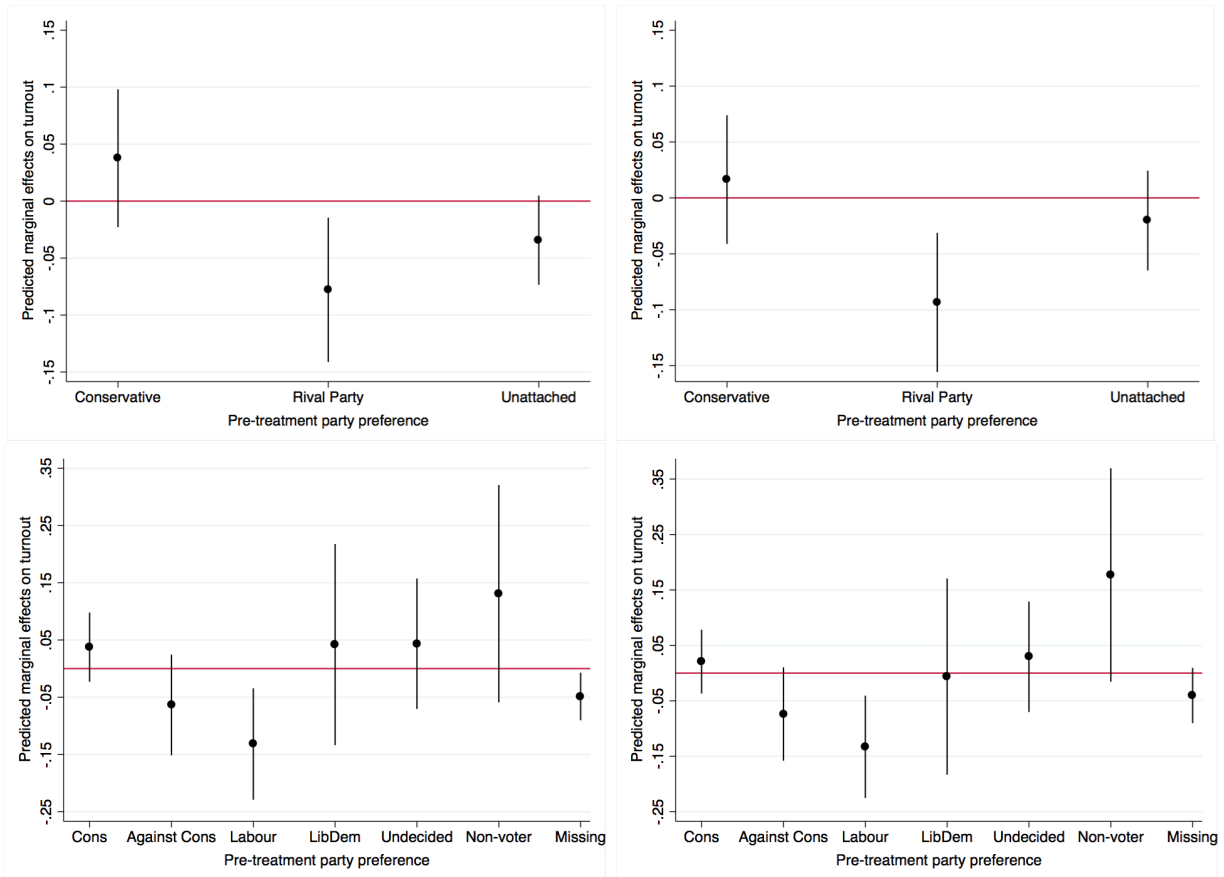 Predicted marginal effects on turnout
.15
.1
.05
0
-.05
-.1
-.15
Conservative Rival Party Unattached
Pre-treatment party preference
Predicted marginal effects on turnout
.15
.1
.05
0
-.05
-.1
-.15
Conservative Rival Party Unattached
Pre-treatment party preference
Predicted marginal effects on turnout
.35
.25
.15
.05
-.05
-.15
-.25
Cons Against Cons Labour LibDem Undecided Non-voter Missing
Pre-treatment party preference
Predicted marginal effects on turnout
.35
.25
.15
.05
-.05
-.15
-.25
Cons Against Cons Labour LibDem Undecided Non-voter Missing
Pre-treatment party preference